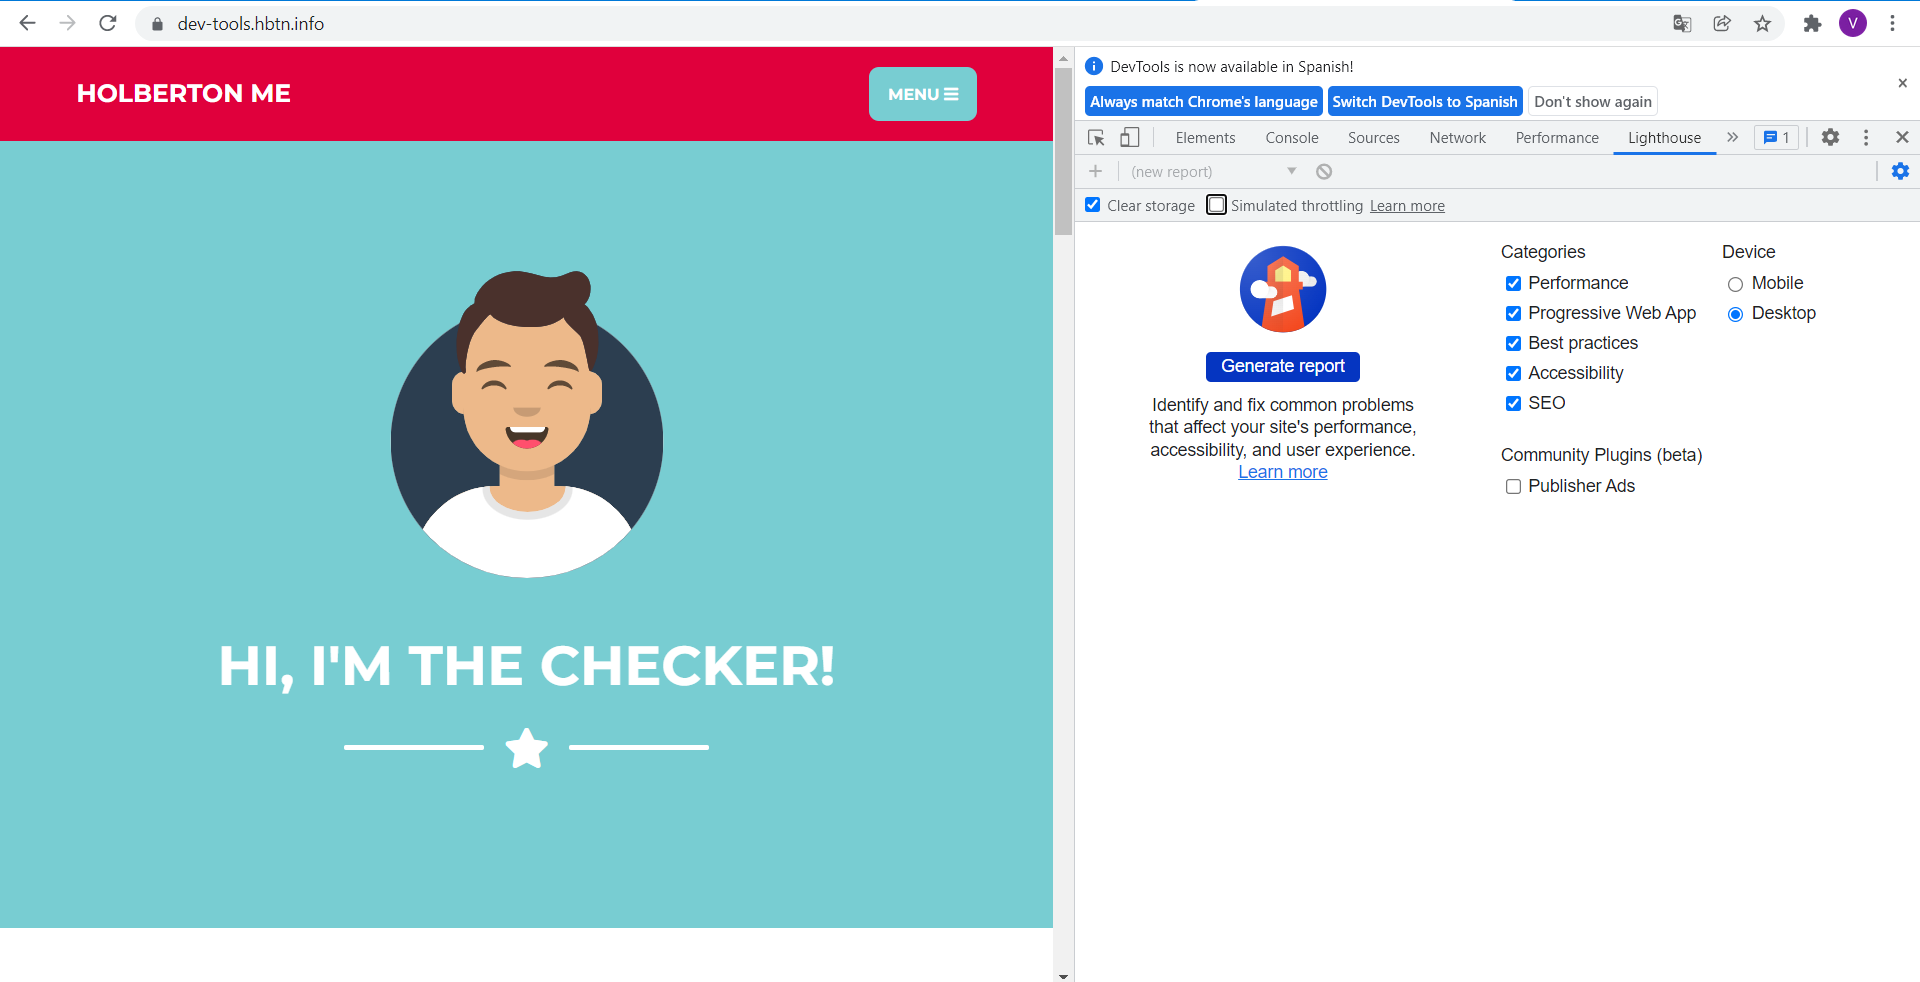 dev-tools.hbtn.info
V
HOLBERTON ME
MENU
HI, I'M THE CHECKER!
DevTools is now available in Spanish!
Always match Chrome's language
Switch DevTools to Spanish
Don't show again
Elements Console Sources Network Performance Lighthouse 1
(new report)
Clear storage Simulated throttling Learn more
Generate report
Identify and fix common problems
that affect your site's performance,
accessibility, and user experience.
Learn more
Categories
Performance
Progressive Web App
Best practices
Accessibility
SEO
Community Plugins (beta)
Publisher Ads
Device
Mobile
Desktop